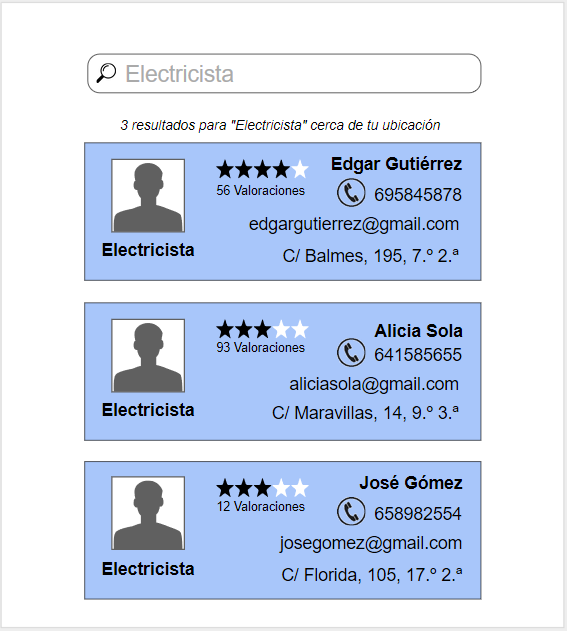 Electricista
3 resultados para "Electricista" cerca de tu ubicación
Edgar Gutiérrez
56 Valoraciones
695845878
edgargutierrez@gmail.com
Electricista
C/ Balmes, 195, 7.º 2.ª
Alicia Sola
93 Valoraciones
641585655
aliciasola@gmail.com
Electricista
C/ Maravillas, 14, 9.º 3.ª
José Gómez
12 Valoraciones
658982554
josegomez@gmail.com
Electricista
C/ Florida, 105, 17.º 2.ª